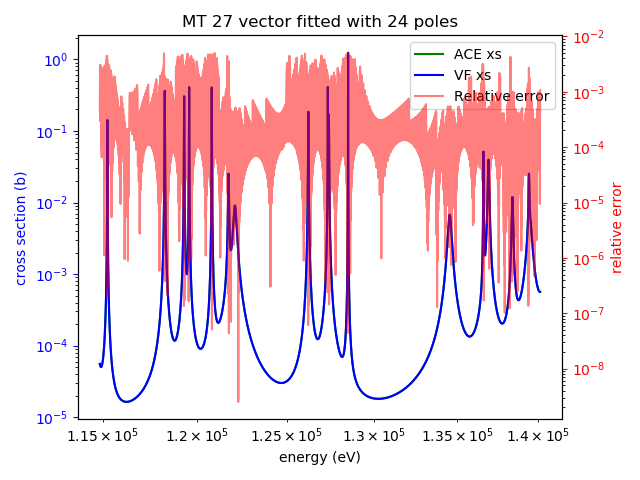 MT 27 vector fitted with 24 poles
ACE xs
VF xs
Relative error
cross section (b)
10⁰
10⁻¹
10⁻²
10⁻³
10⁻⁴
10⁻⁵
10⁻²
10⁻³
10⁻⁴
10⁻⁵
10⁻⁶
10⁻⁷
10⁻⁸
relative error
1.15 × 10⁵ 1.2 × 10⁵ 1.25 × 10⁵ 1.3 × 10⁵ 1.35 × 10⁵ 1.4 × 10⁵
energy (eV)